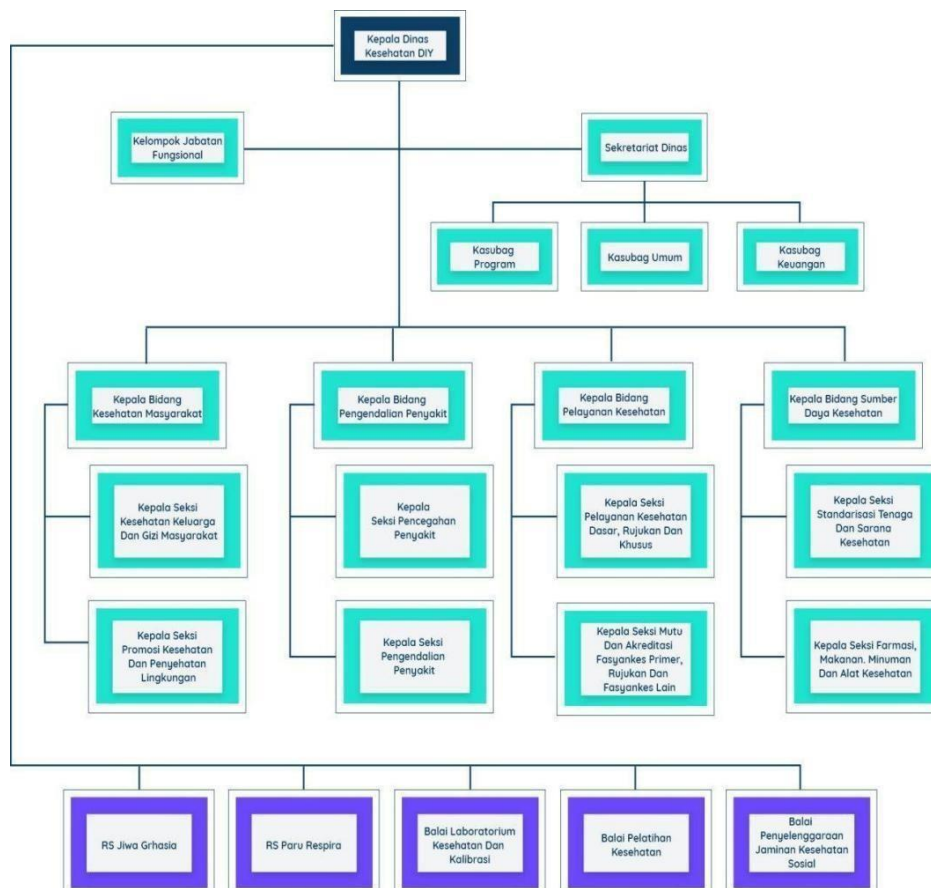 Kepala Dinas
Kesehatan DIY
Kelompok Jabatan
Fungsional
Sekretariat Dinas
Kasubag
Program
Kasubag Umum
Kasubag
Keuangan
Kepala Bidang
Kesehatan Masyarakat
Kepala Bidang
Pengendalian Penyakit
Kepala Bidang
Pelayanan Kesehatan
Kepala Bidang Sumber
Daya Kesehatan
Kepala Seksi
Kesehatan Keluarga
Dan Gizi Masyarakat
Kepala
Seksi Pencegahan
Penyakit
Kepala Seksi
Pelayanan Kesehatan
Dasar, Rujukan Dan
Khusus
Kepala Seksi
Standarisasi Tenaga
Dan Sarana
Kesehatan
Kepala Seksi
Promosi Kesehatan
Dan Penyehatan
Lingkungan
Kepala Seksi
Pengendalian
Penyakit
Kepala Seksi Mutu
Dan Akreditasi
Fasyankes Primer,
Rujukan Dan
Fasyankes Lain
Kepala Seksi Farmasi,
Makanan. Minuman
Dan Alat Kesehatan
RS Jiwa Grhasia
RS Paru Respira
Balai Laboratorium
Kesehatan Dan
Kalibrasi
Balai Pelatihan
Kesehatan
Balai
Penyelenggaraan
Jaminan Kesehatan
Sosial